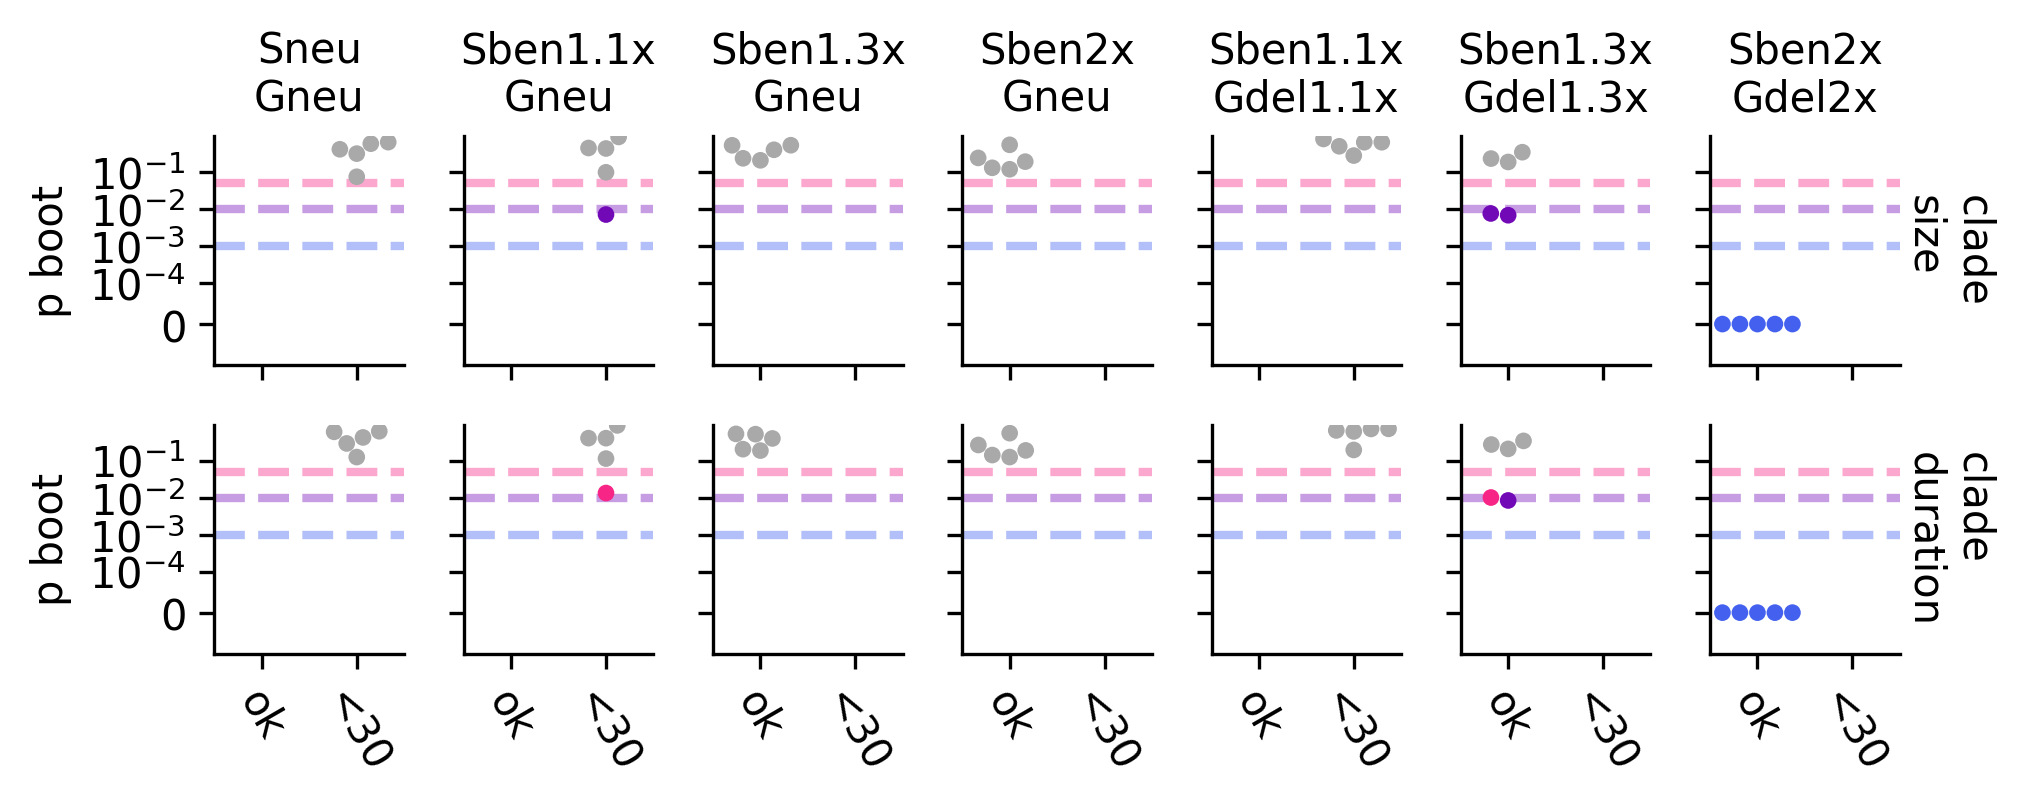 Sneu
Gneu
Sben1.1x
Gneu
Sben1.3x
Gneu
Sben2x
Gneu
Sben1.1x
Gdel1.1x
Sben1.3x
Gdel1.3x
Sben2x
Gdel2x
p boot
10⁻¹
10⁻²
10⁻³
10⁻⁴
0
clade
size
p boot
10⁻¹
10⁻²
10⁻³
10⁻⁴
0
clade
duration
ok <30 ok <30 ok <30 ok <30 ok <30 ok <30 ok <30